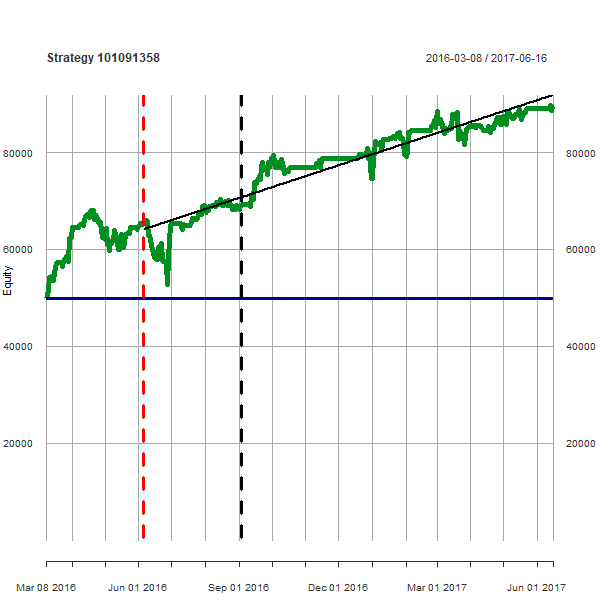 Strategy 101091358
2016-03-08 / 2017-06-16
80000 80000
60000 60000
Equity
40000 40000
20000 20000
Mar 08 2016 Jun 01 2016 Sep 01 2016 Dec 01 2016 Mar 01 2017 Jun 01 2017